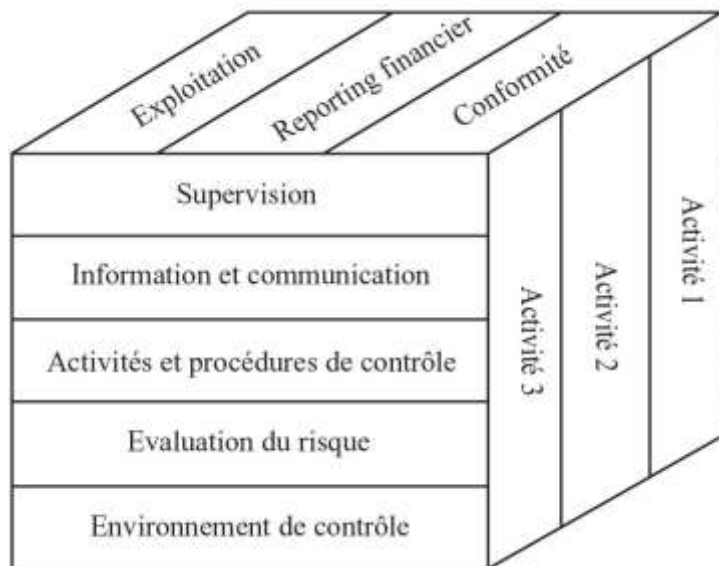 Exploitation
Reporting financier
Conformité
Supervision
Information et communication
Activités et procédures de contrôle
Evaluation du risque
Environnement de contrôle
Activité 3
Activité 2
Activité 1